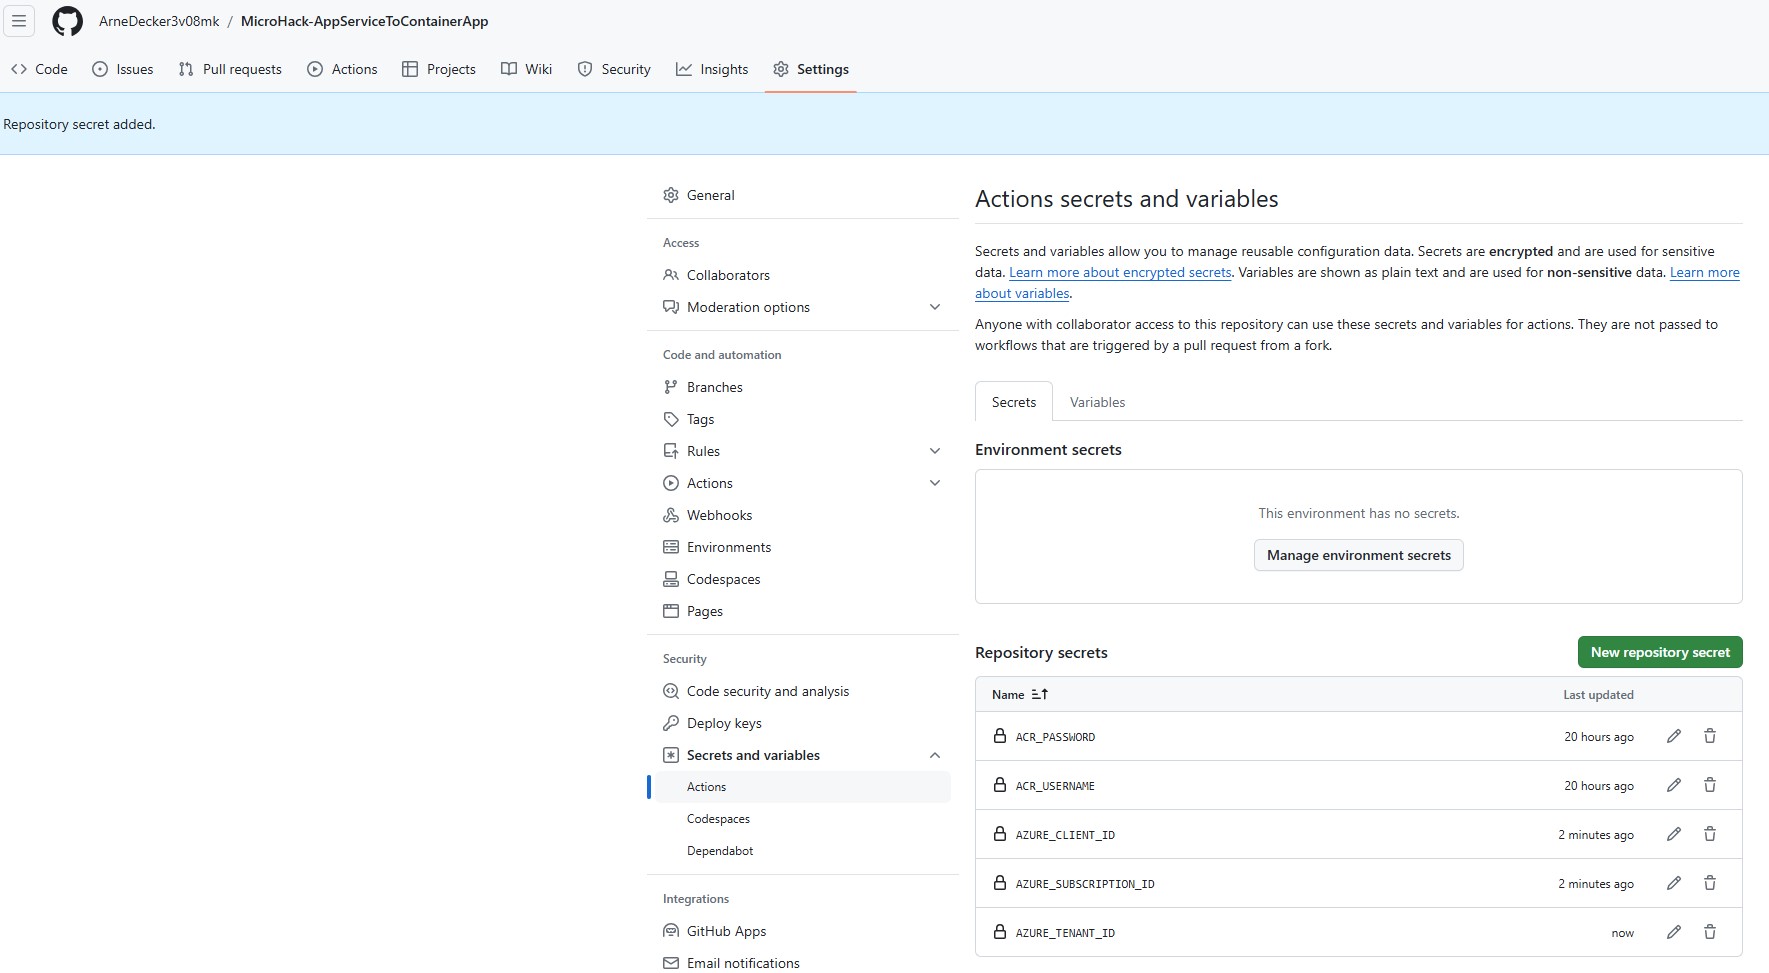 ArneDecker3v08mk / MicroHack-AppServiceToContainerApp
Code Issues Pull requests Actions Projects Wiki Security Insights Settings
Repository secret added.
General
Access
Collaborators
Moderation options
Code and automation
Branches
Tags
Rules
Actions
Webhooks
Environments
Codespaces
Pages
Security
Code security and analysis
Deploy keys
Secrets and variables
Actions
Codespaces
Dependabot
Integrations
GitHub Apps
Email notifications
Actions secrets and variables
Secrets and variables allow you to manage reusable configuration data. Secrets are encrypted and are used for sensitive
data. Learn more about encrypted secrets. Variables are shown as plain text and are used for non-sensitive data. Learn more
about variables.
Anyone with collaborator access to this repository can use these secrets and variables for actions. They are not passed to
workflows that are triggered by a pull request from a fork.
Secrets Variables
Environment secrets
This environment has no secrets.
Manage environment secrets
Repository secrets New repository secret
Name Last updated
ACR_PASSWORD 20 hours ago
ACR_USERNAME 20 hours ago
AZURE_CLIENT_ID 2 minutes ago
AZURE_SUBSCRIPTION_ID 2 minutes ago
AZURE_TENANT_ID now